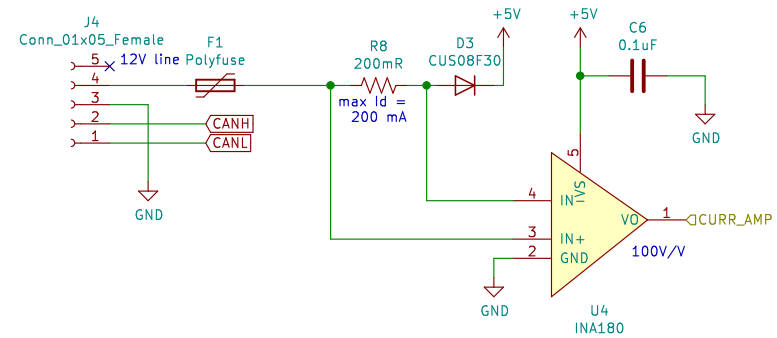 J4
Conn_01x05_Female
5
12V line
4
3
2
CANH
1
CANL
GND
F1
Polyfuse
R8
200mR
max Id =
200 mA
D3
CUS08F30
+5V
+5V
C6
0.1uF
GND
5
VS
4
IN-
3
IN+
2
GND
VO
1
CURR_AMP
100V/V
GND
U4
INA180